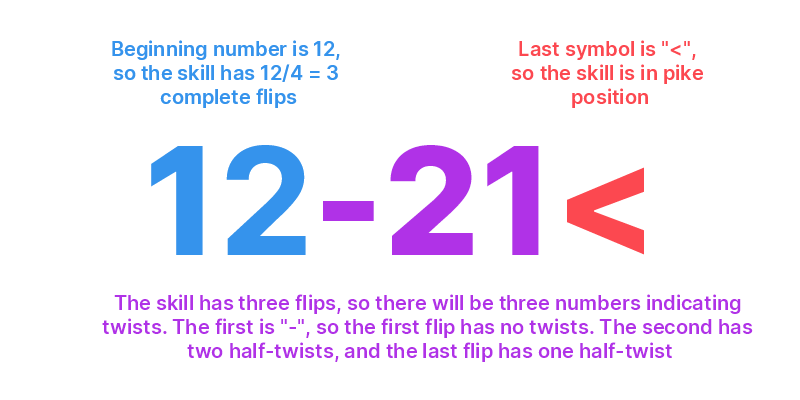 Beginning number is 12,
so the skill has 12/4 = 3
complete flips
Last symbol is "<",
so the skill is in pike
position
12-21<
The skill has three flips, so there will be three numbers indicating
twists. The first is "-", so the first flip has no twists. The second has
two half-twists, and the last flip has one half-twist